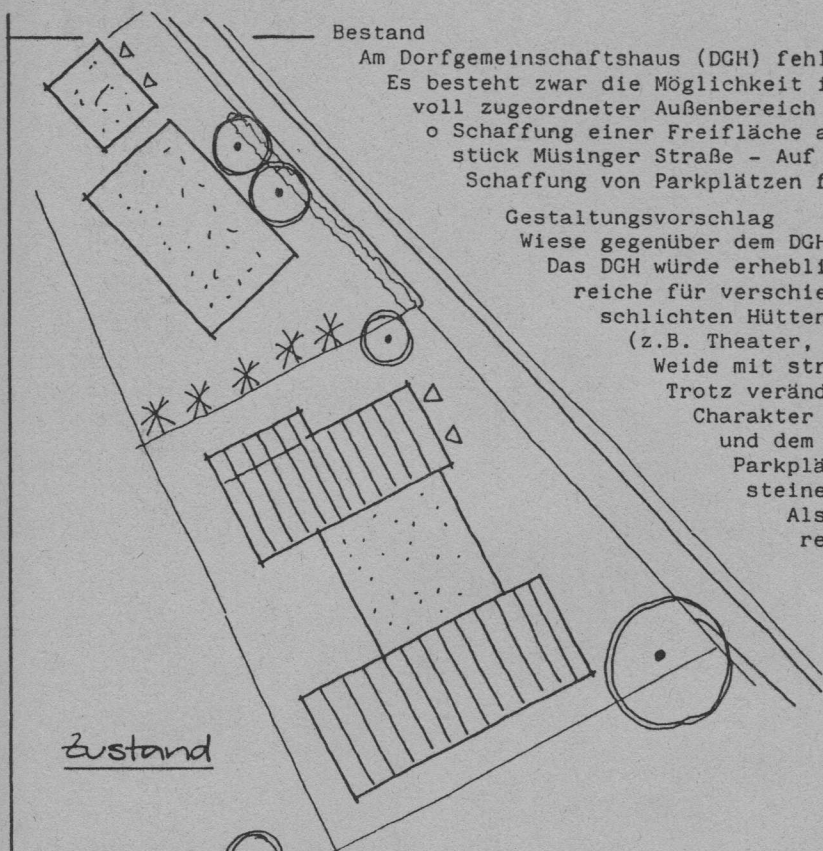 Bestand
Am Dorfgemeinschaftshaus (DGH) fehl
Es besteht zwar die Möglichkeit i
voll zugeordneter Außenbereich
o Schaffung einer Freifläche a
stück Müsinger Straße - Auf
Schaffung von Parkplätzen f
Gestaltungsvorschlag
Wiese gegenüber dem DGH
Das DGH würde erhebli
reiche für verschie
schlichten Hütten
(z.B. Theater,
Weide mit str
Trotz veränd
Charakter
und dem
Parkplä
steine
Als
re
Zustand